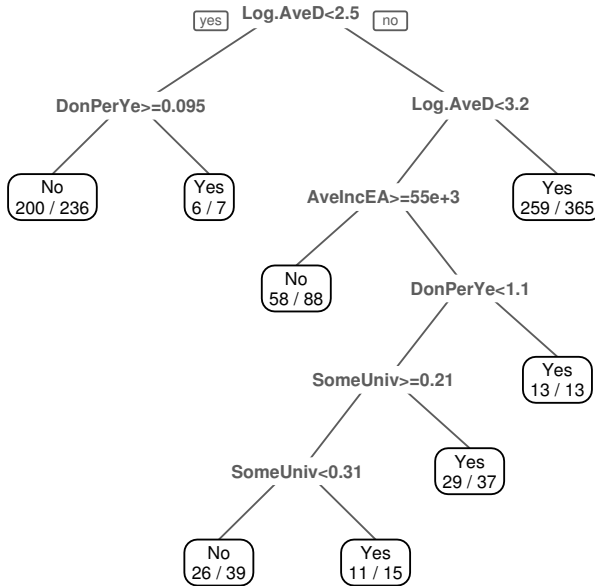 yes Log.AveD<2.5 no
DonPerYe>=0.095 Log.AveD<3.2
No Yes AveIncEA>=55e+3 Yes
200 / 236 6 / 7 259 / 365
No DonPerYe<1.1
58 / 88
SomeUniv>=0.21 Yes
13 / 13
SomeUniv<0.31 Yes
29 / 37
No Yes
26 / 39 11 / 15